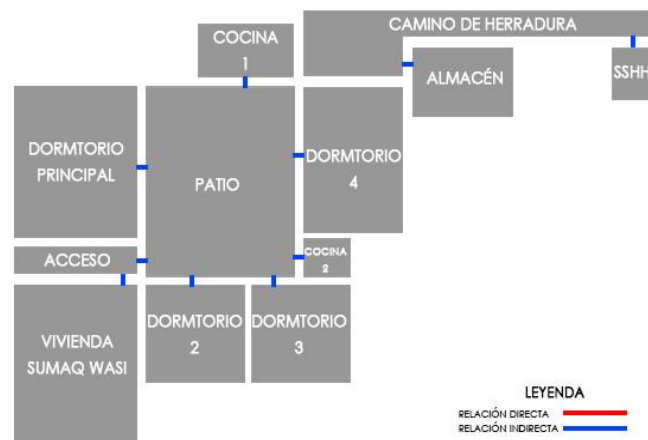 CAMINO DE HERRADURA
COCINA
1
ALMACÉN
SSHH
DORMTORIO
PRINCIPAL
PATIO
DORMTORIO
4
ACCESO
COCINA
2
VIVIENDA
SUMAQ WASI
DORMTORIO
2
DORMTORIO
3
LEYENDA
RELACIÓN DIRECTA
RELACIÓN INDIRECTA